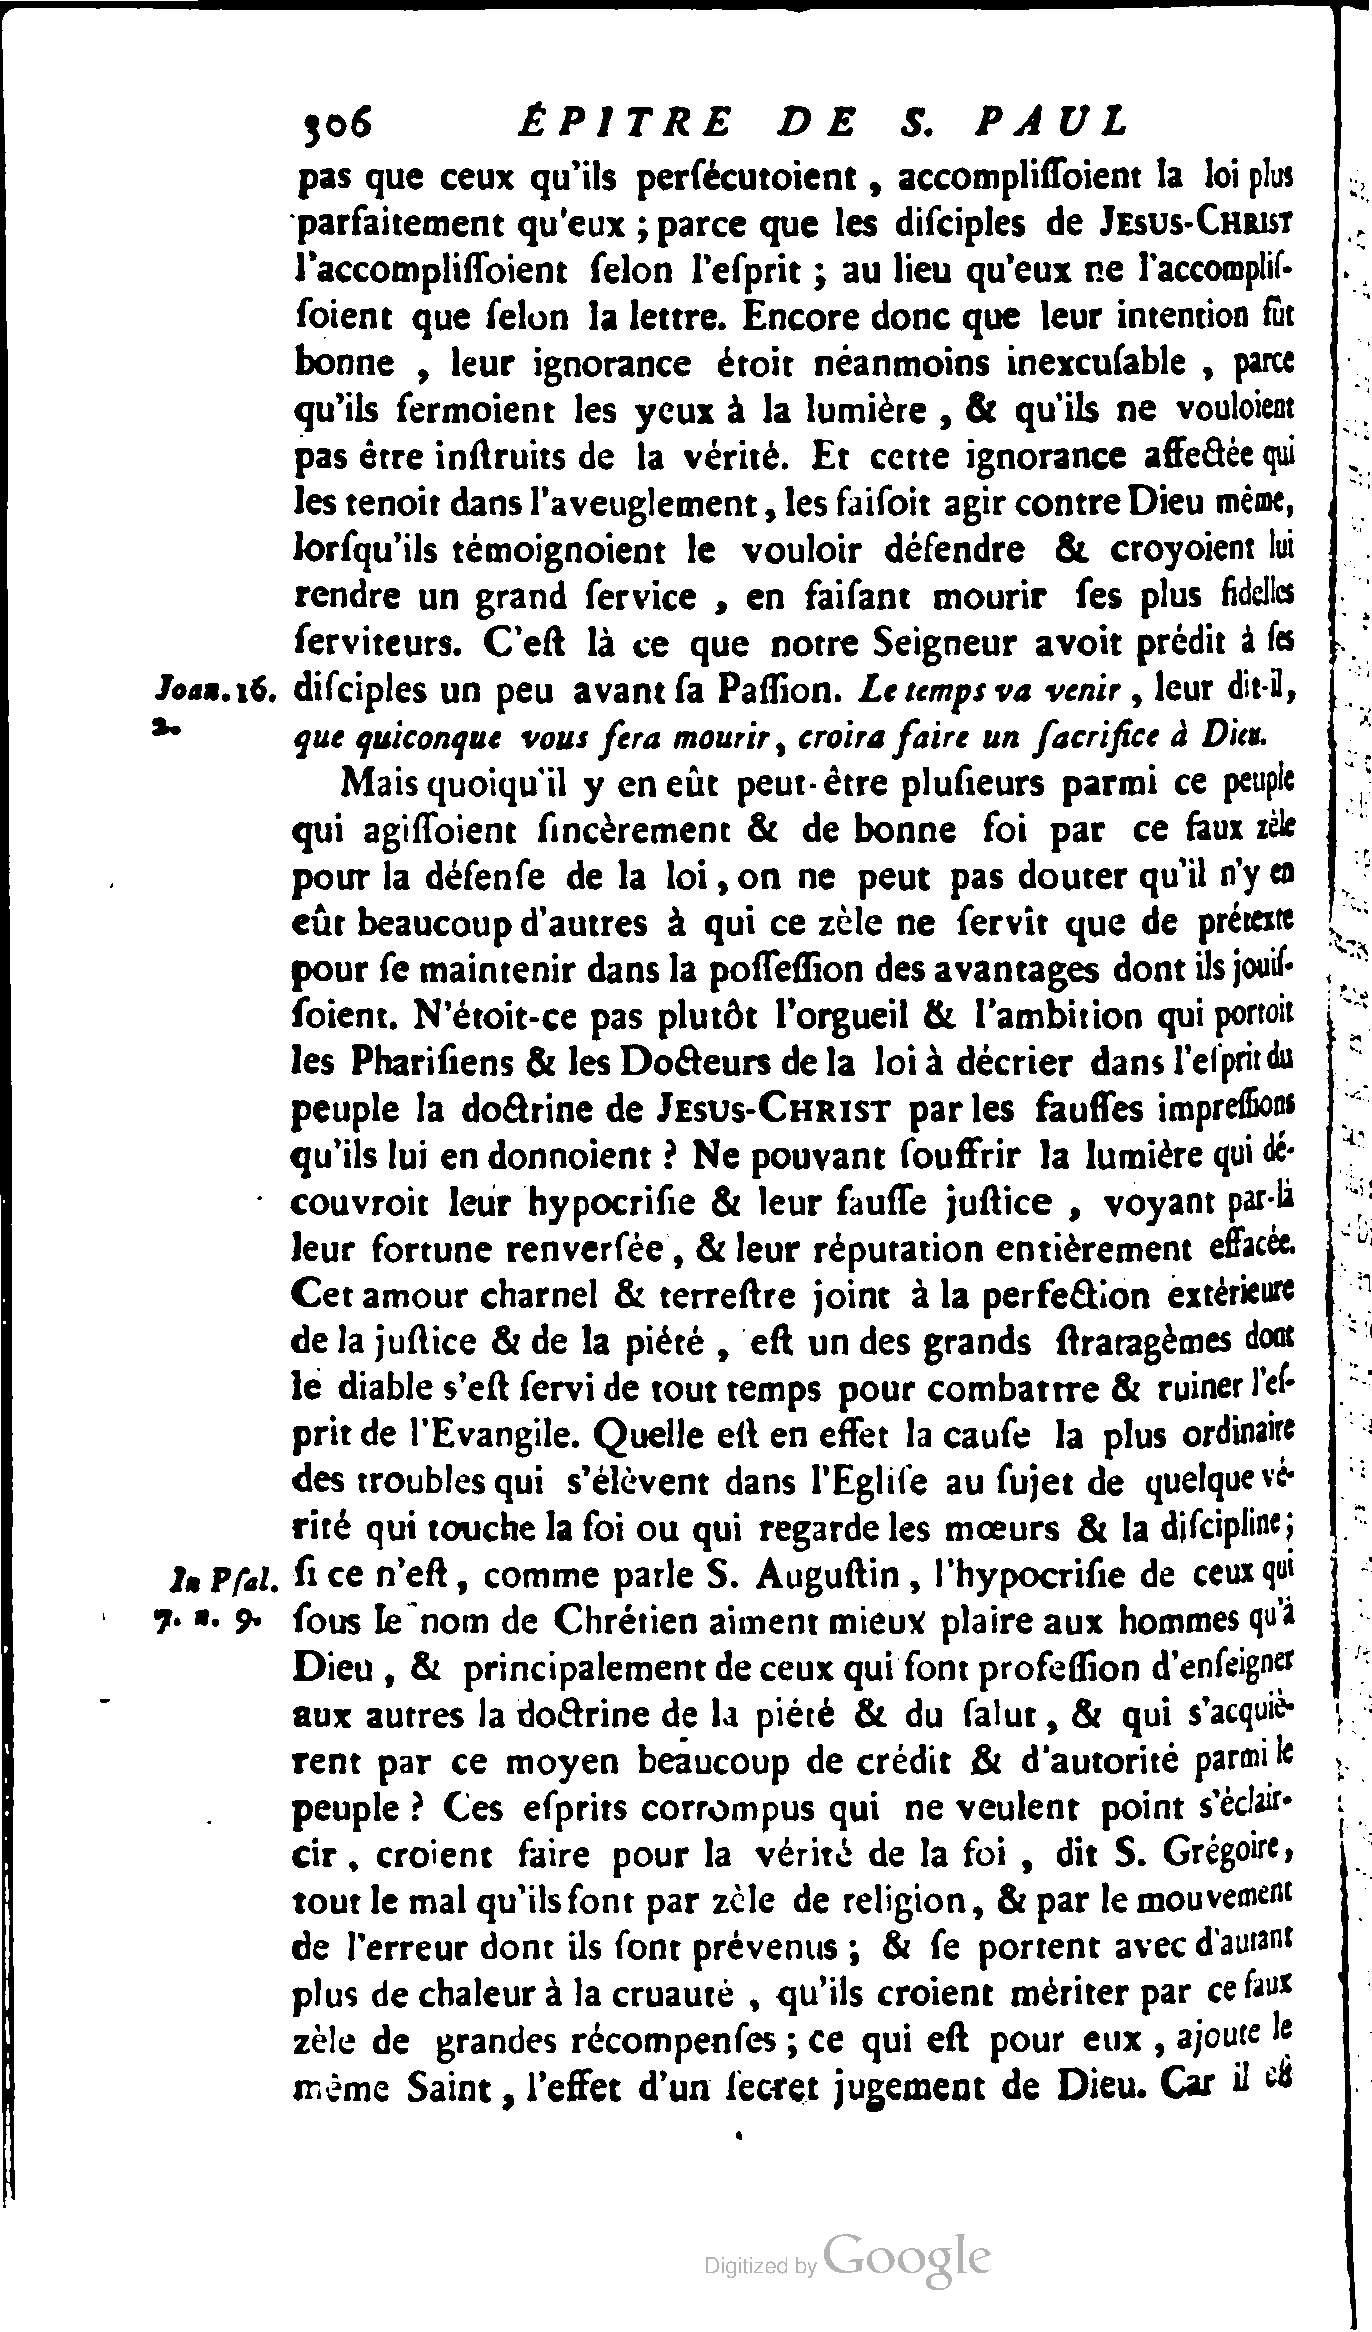 306 ÉPITRE DE S. PAUL
pas que ceux qu'ils perſécutoient, accompliſſoient la loi plus
parfaitement qu'eux ; parce que les diſciples de JESUS-CHRIST
l'accompliſſoient ſelon l'eſprit ; au lieu qu'eux ne l'accompliſ-
ſoient que ſelon la lettre. Encore donc que leur intention fût
bonne , leur ignorance étoit néanmoins inexcuſable , parce
qu'ils fermoient les yeux à la lumière , & qu'ils ne vouloient
pas être inſtruits de la vérité. Et cette ignorance affectée qui
les tenoit dans l'aveuglement, les faiſoit agir contre Dieu même,
lorſqu'ils témoignoient le vouloir défendre & croyoient lui
rendre un grand ſervice , en faiſant mourir ſes plus fidelles
ſerviteurs. C'eſt là ce que notre Seigneur avoit prédit à ſes
Joan. 16. diſciples un peu avant ſa Paſſion. Le temps va venir , leur dit-il,
2. que quiconque vous fera mourir, croira faire un ſacrifice à Dieu.
Mais quoiqu'il y en eût peut-être pluſieurs parmi ce peuple
qui agiſſoient ſincèrement & de bonne foi par ce faux zèle
pour la défenſe de la loi, on ne peut pas douter qu'il n'y en
eût beaucoup d'autres à qui ce zèle ne ſervît que de prétexte
pour ſe maintenir dans la poſſeſſion des avantages dont ils jouiſ-
ſoient. N'étoit-ce pas plutôt l'orgueil & l'ambition qui portoit
les Phariſiens & les Docteurs de la loi à décrier dans l'eſprit du
peuple la doctrine de JESUS-CHRIST par les fauſſes impreſſions
qu'ils lui en donnoient ? Ne pouvant ſouffrir la lumière qui dé-
couvroit leur hypocriſie & leur fauſſe juſtice , voyant par-là
leur fortune renverſée, & leur réputation entièrement effacée.
Cet amour charnel & terreſtre joint à la perfection extérieure
de la juſtice & de la piété , eſt un des grands ſtratagèmes dont
le diable s'eſt ſervi de tout temps pour combattre & ruiner l'eſ-
prit de l'Evangile. Quelle eſt en effet la cauſe la plus ordinaire
des troubles qui s'élèvent dans l'Egliſe au ſujet de quelque vé-
rité qui touche la foi ou qui regarde les mœurs & la diſcipline;
In Pſal. ſi ce n'eſt, comme parle S. Auguſtin, l'hypocriſie de ceux qui
7. n. 9. ſous le nom de Chrétien aiment mieux plaire aux hommes qu'à
Dieu , & principalement de ceux qui font profeſſion d'enſeigner
aux autres la doctrine de la piété & du ſalut, & qui s'acquiè-
rent par ce moyen beaucoup de crédit & d'autorité parmi le
peuple ? Ces eſprits corrompus qui ne veulent point s'éclair-
cir , croient faire pour la vérité de la foi , dit S. Grégoire,
tout le mal qu'ils font par zèle de religion, & par le mouvement
de l'erreur dont ils ſont prévenus ; & ſe portent avec d'autant
plus de chaleur à la cruauté , qu'ils croient mériter par ce faux
zèle de grandes récompenſes ; ce qui eſt pour eux , ajoute le
même Saint, l'effet d'un ſecret jugement de Dieu. Car il eſt
Digitized by Google